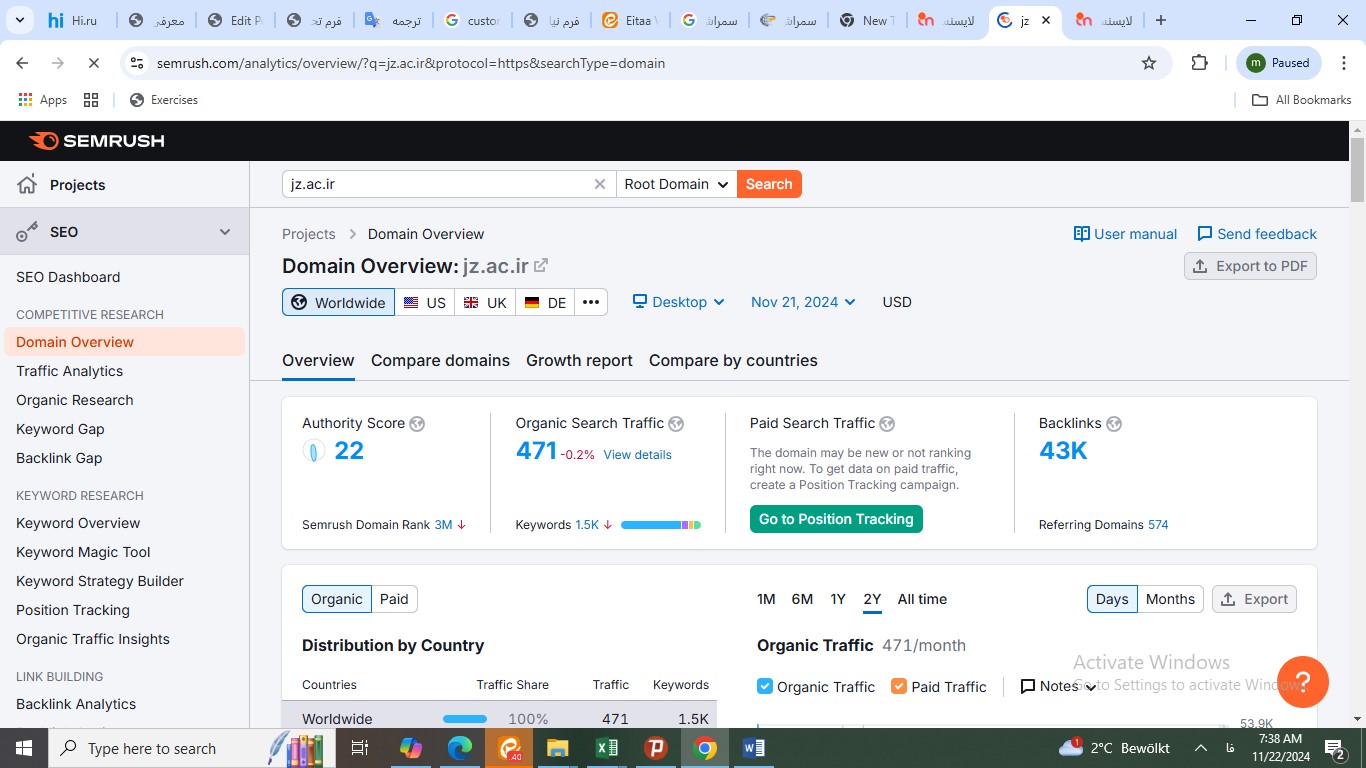 Hi.ru
معرفی
Edit P
فرم تح
ترجمه
custo
فرم نیا
Eitaa
سمراش
سمراش
New T
لایسنه
jz
لایسنه
semrush.com/analytics/overview/?q=jz.ac.ir&protocol=https&searchType=domain
m Paused
Apps
Exercises
All Bookmarks
SEMRUSH
Projects
jz.ac.ir
Root Domain
Search
SEO
Projects > Domain Overview
User manual
Send feedback
Domain Overview: jz.ac.ir
Export to PDF
SEO Dashboard
Worldwide
US
UK
DE
•••
Desktop
Nov 21, 2024
USD
COMPETITIVE RESEARCH
Domain Overview
Traffic Analytics
Organic Research
Keyword Gap
Backlink Gap
KEYWORD RESEARCH
Keyword Overview
Keyword Magic Tool
Keyword Strategy Builder
Position Tracking
Organic Traffic Insights
LINK BUILDING
Backlink Analytics
Overview
Compare domains
Growth report
Compare by countries
Authority Score
22
Semrush Domain Rank 3M ↓
Organic Search Traffic
471 -0.2% View details
Keywords 1.5K ↓
Paid Search Traffic
The domain may be new or not ranking
right now. To get data on paid traffic,
create a Position Tracking campaign.
Go to Position Tracking
Backlinks
43K
Referring Domains 574
Organic
Paid
1M 6M 1Y 2Y All time
Days
Months
Export
Distribution by Country
Countries Traffic Share Traffic Keywords
Worldwide 100% 471 1.5K
Organic Traffic 471/month
Organic Traffic
Paid Traffic
Notes
53.9K
Activate Windows
Go to Settings to activate Windows.
?
Type here to search
.40
1
2°C Bewölkt
فا
7:38 AM
11/22/2024
2